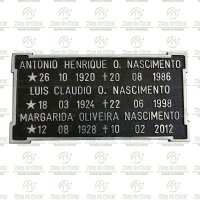 ANTONIO HENRIQUE O. NASCIMENTO
★26 10 1920 ✝20 08 1986
LUIS CLAUDIO O. NASCIMENTO
★18 03 1924 ✝22 06 1998
MARGARIDA OLIVEIRA NASCIMENTO
★12 08 1928 ✝10 02 2012